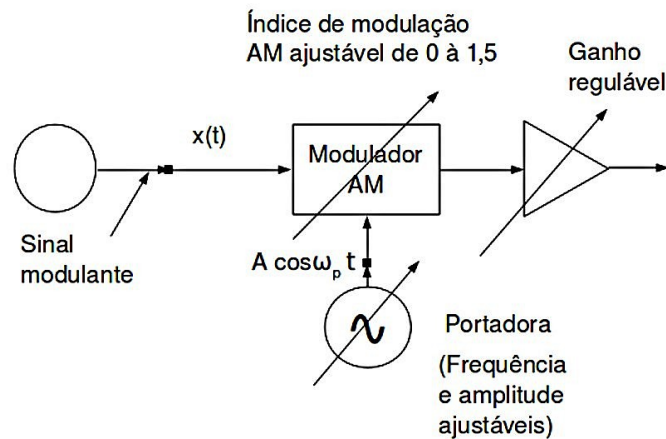 Índice de modulação
AM ajustável de 0 à 1,5
Ganho
regulável
x(t)
Modulador
AM
Sinal
modulante
A cosωₚ t
Portadora
(Frequência
e amplitude
ajustáveis)